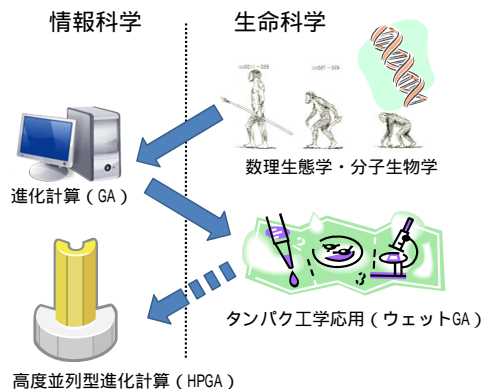 情報科学
生命科学
数理生態学・分子生物学
進化計算（GA）
タンパク工学応用（ウェットGA）
高度並列型進化計算（HPGA）